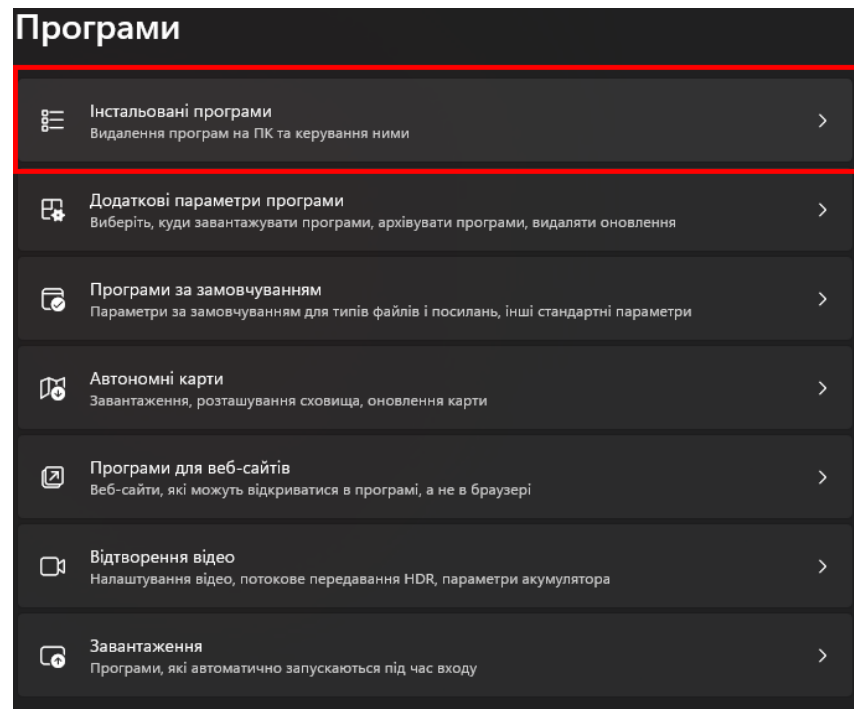 Програми
Інстальовані програми
Видалення програм на ПК та керування ними
Додаткові параметри програми
Виберіть, куди завантажувати програми, архівувати програми, видаляти оновлення
Програми за замовчуванням
Параметри за замовчуванням для типів файлів і посилань, інші стандартні параметри
Автономні карти
Завантаження, розташування сховища, оновлення карти
Програми для веб-сайтів
Веб-сайти, які можуть відкриватися в програмі, а не в браузері
Відтворення відео
Налаштування відео, потокове передавання HDR, параметри акумулятора
Завантаження
Програми, які автоматично запускаються під час входу